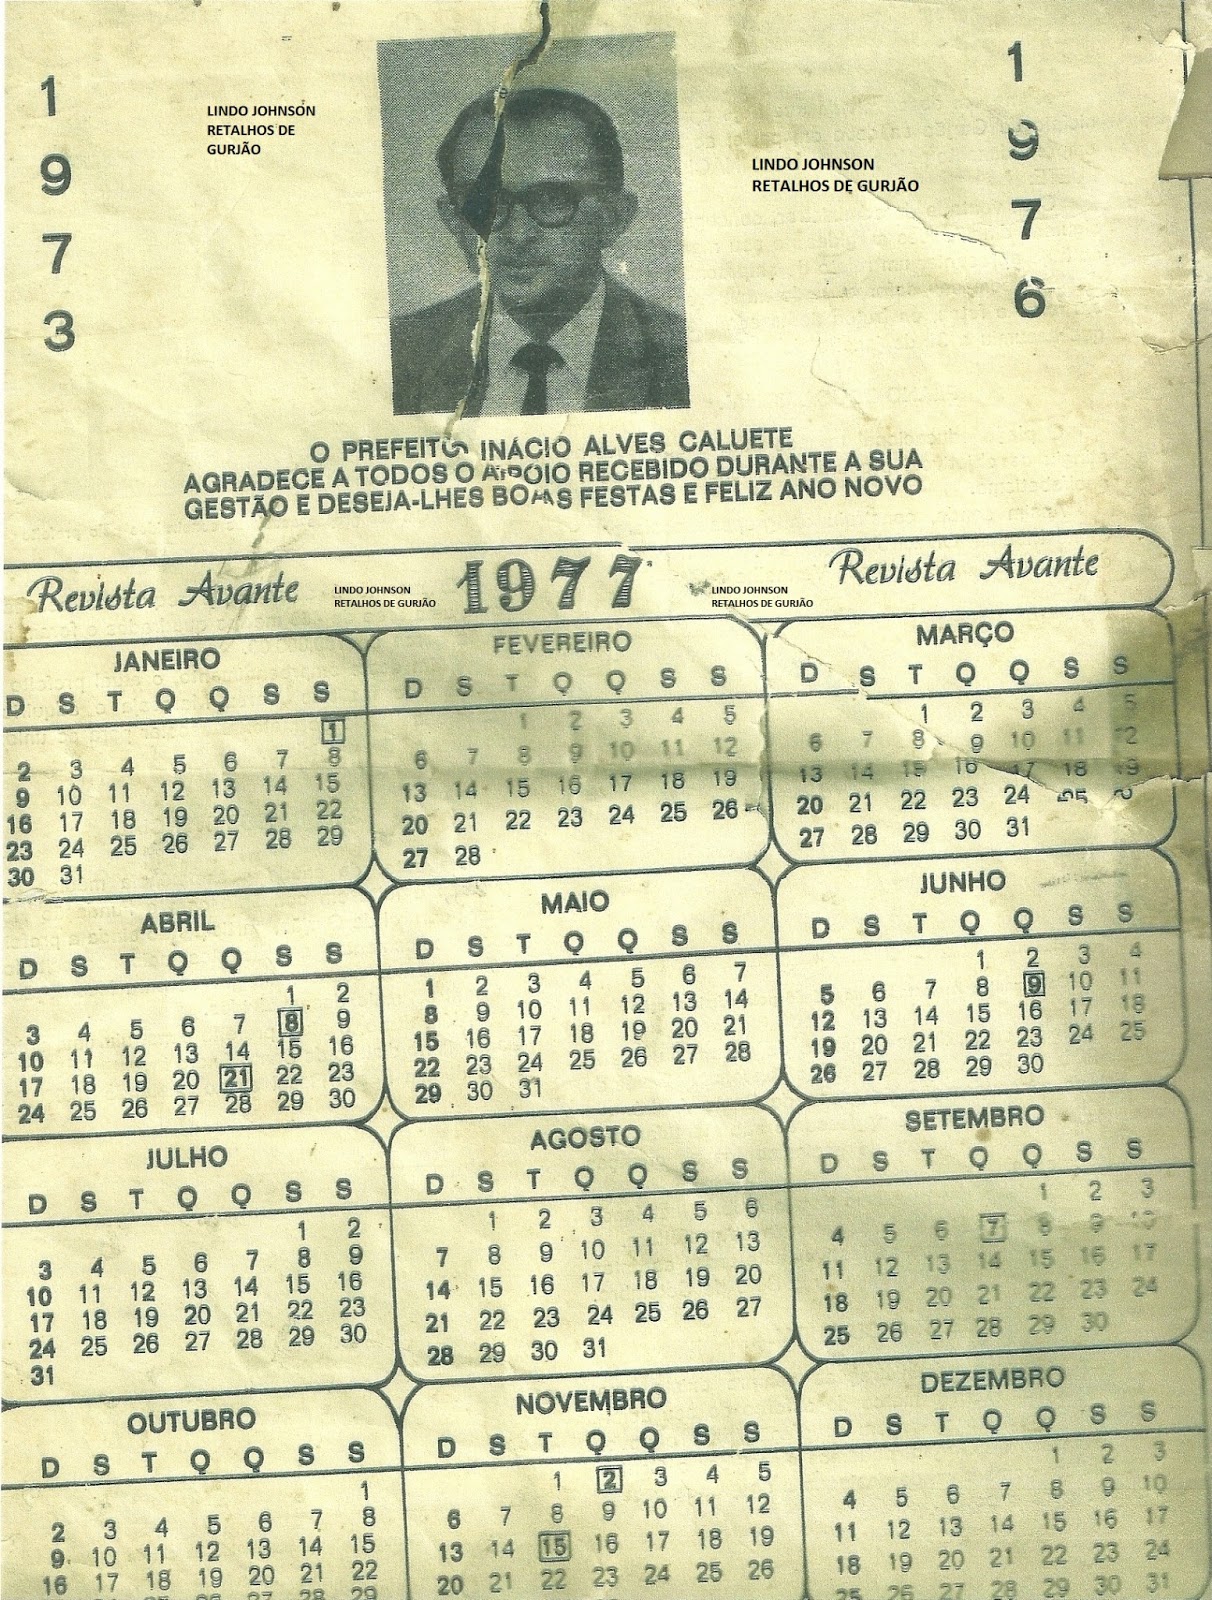 1
9
7
3
LINDO JOHNSON
RETALHOS DE
GURJÃO
LINDO JOHNSON
RETALHOS DE GURJÃO
1
9
7
6
O PREFEITO INÁCIO ALVES CALUETE
AGRADECE A TODOS O APOIO RECEBIDO DURANTE A SUA
GESTÃO E DESEJA-LHES BOAS FESTAS E FELIZ ANO NOVO
Revista Avante
LINDO JOHNSON
RETALHOS DE GURJÃO
1977
LINDO JOHNSON
RETALHOS DE GURJÃO
Revista Avante
JANEIRO
D S T Q Q S S
1
2 3 4 5 6 7 8
9 10 11 12 13 14 15
16 17 18 19 20 21 22
23 24 25 26 27 28 29
30 31
FEVEREIRO
D S T Q Q S S
1 2 3 4 5
6 7 8 9 10 11 12
13 14 15 16 17 18 19
20 21 22 23 24 25 26
27 28
MARÇO
D S T Q Q S S
1 2 3 4 5
6 7 8 9 10 11 12
13 14 15 16 17 18 19
20 21 22 23 24 25
27 28 29 30 31
ABRIL
D S T Q Q S S
1 2
3 4 5 6 7 8 9
10 11 12 13 14 15 16
17 18 19 20 21 22 23
24 25 26 27 28 29 30
MAIO
D S T Q Q S S
1 2 3 4 5 6 7
8 9 10 11 12 13 14
15 16 17 18 19 20 21
22 23 24 25 26 27 28
29 30 31
JUNHO
D S T Q Q S S
1 2 3 4
5 6 7 8 9 10 11
12 13 14 15 16 17 18
19 20 21 22 23 24 25
26 27 28 29 30
JULHO
D S T Q Q S S
1 2
3 4 5 6 7 8 9
10 11 12 13 14 15 16
17 18 19 20 21 22 23
24 25 26 27 28 29 30
31
AGOSTO
D S T Q Q S S
1 2 3 4 5 6
7 8 9 10 11 12 13
14 15 16 17 18 19 20
21 22 23 24 25 26 27
28 29 30 31
SETEMBRO
D S T Q Q S S
1 2 3
4 5 6 7 8 9 10
11 12 13 14 15 16 17
18 19 20 21 22 23 24
25 26 27 28 29 30
OUTUBRO
D S T Q Q S S
1
2 3 4 5 6 7 8
9 10 11 12 13 14 15
16 17 18 19 20 21 22
NOVEMBRO
D S T Q Q S S
1 2 3 4 5
6 7 8 9 10 11 12
13 14 15 16 17 18 19
20 21 22 23 24 25 26
DEZEMBRO
D S T Q Q S S
1 2 3
4 5 6 7 8 9 10
11 12 13 14 15 16 17
18 19 20 21 22 23 24
25 26 27 28 29 30 31